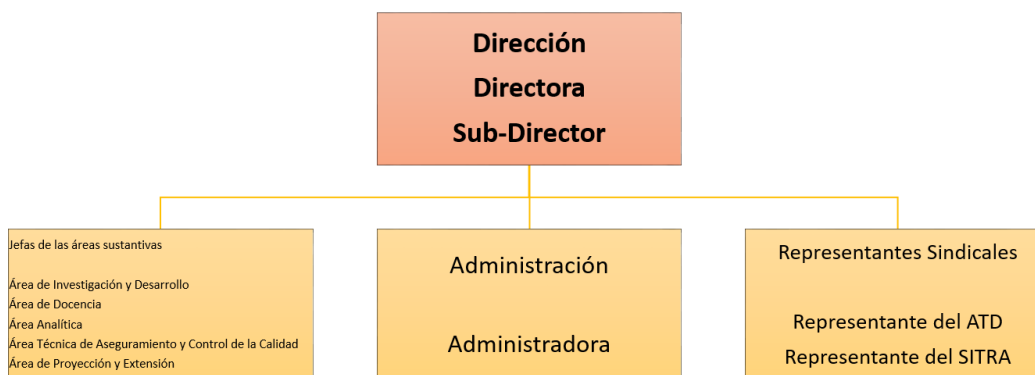 Dirección
Directora
Sub-Director
Jefas de las áreas sustantivas
Área de Investigación y Desarrollo
Área de Docencia
Área Analítica
Área Técnica de Aseguramiento y Control de la Calidad
Área de Proyección y Extensión
Administración
Administradora
Representantes Sindicales
Representante del ATD
Representante del SITRA